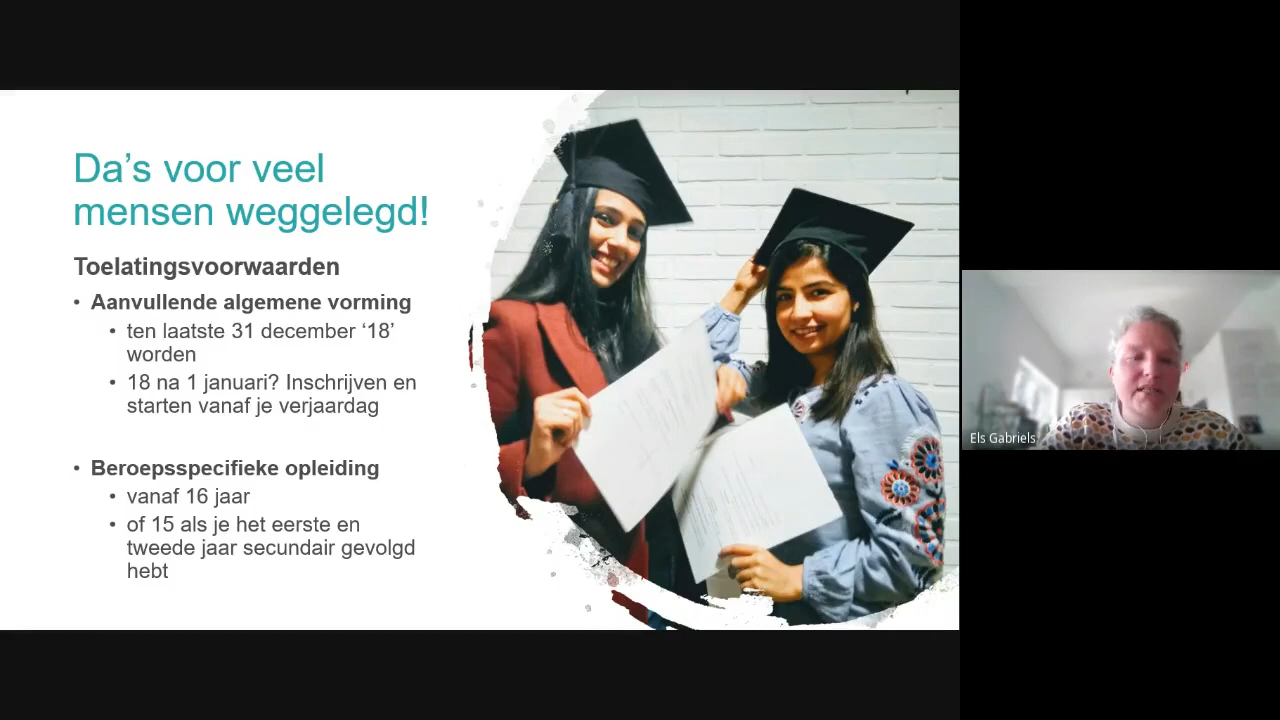 Da’s voor veel
mensen weggelegd!
Toelatingsvoorwaarden
• Aanvullende algemene vorming
• ten laatste 31 december ‘18’
worden
• 18 na 1 januari? Inschrijven en
starten vanaf je verjaardag
• Beroepsspecifieke opleiding
• vanaf 16 jaar
• of 15 als je het eerste en
tweede jaar secundair gevolgd
hebt
Els Gabriels